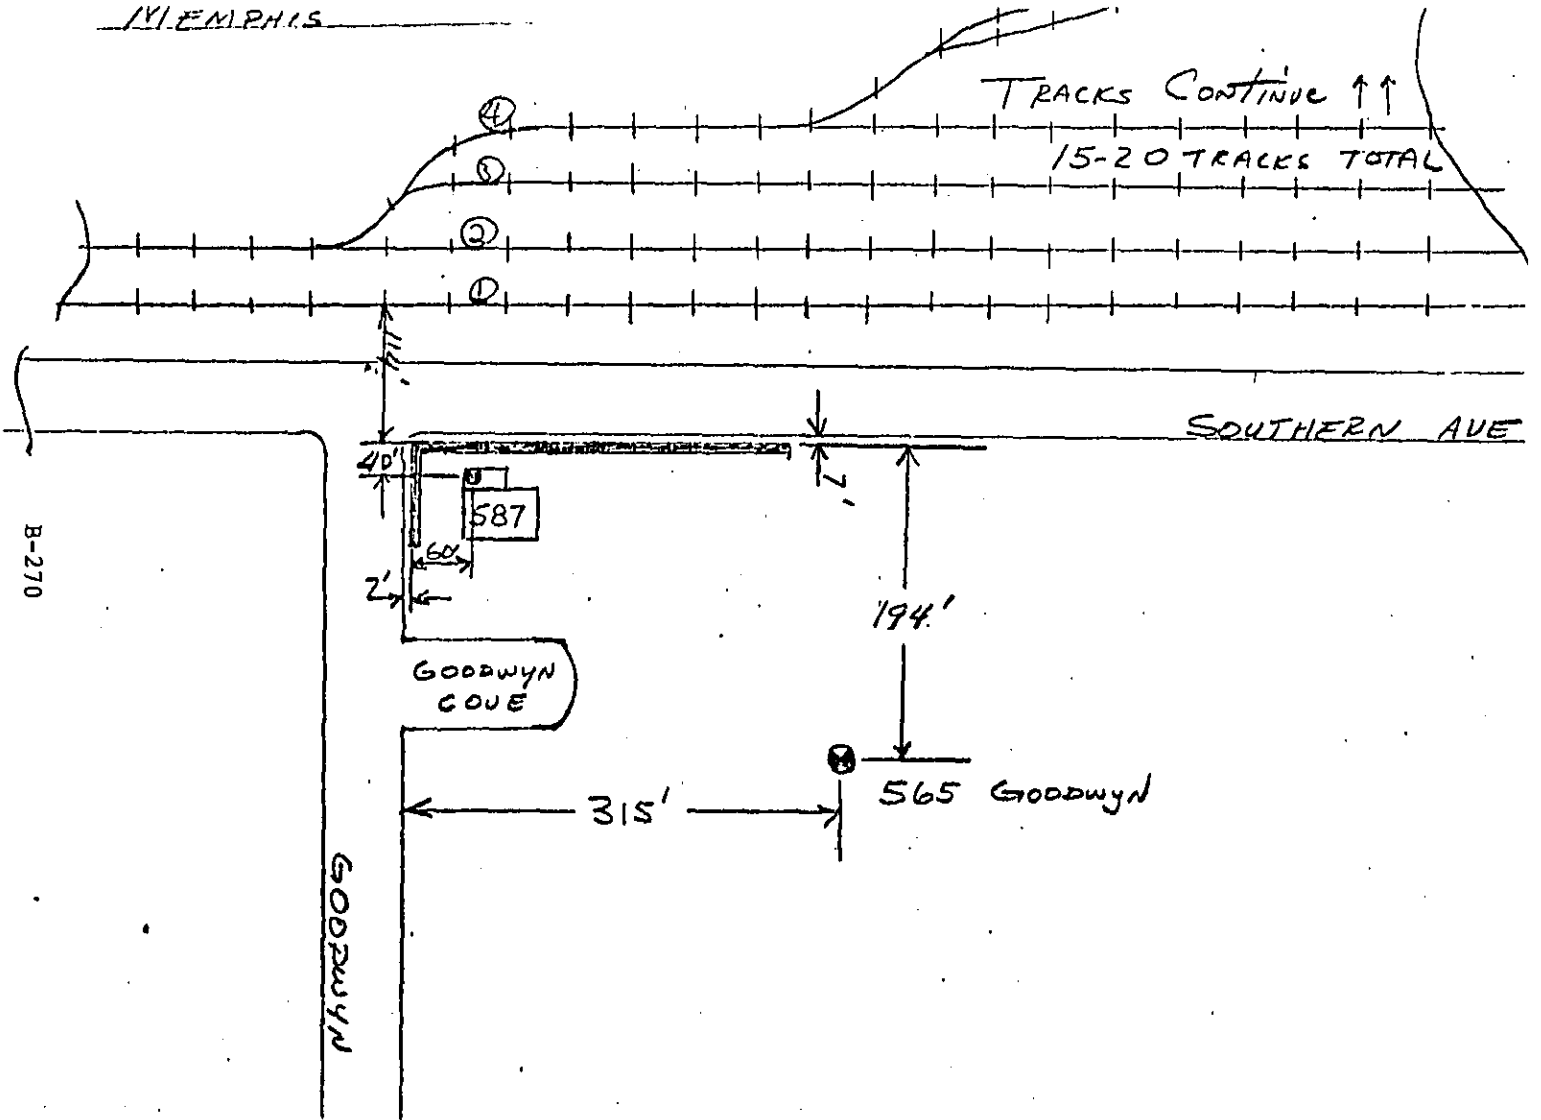 MEMPHIS
TRACKS CONTINUE ↑↑
④
15-20 TRACKS TOTAL
③
②
①
SOUTHERN AVE
40'
7'
587
60'
2'
194'
GOODWYN
COVE
565 GOODWYN
315'
GOODWYN
B-270